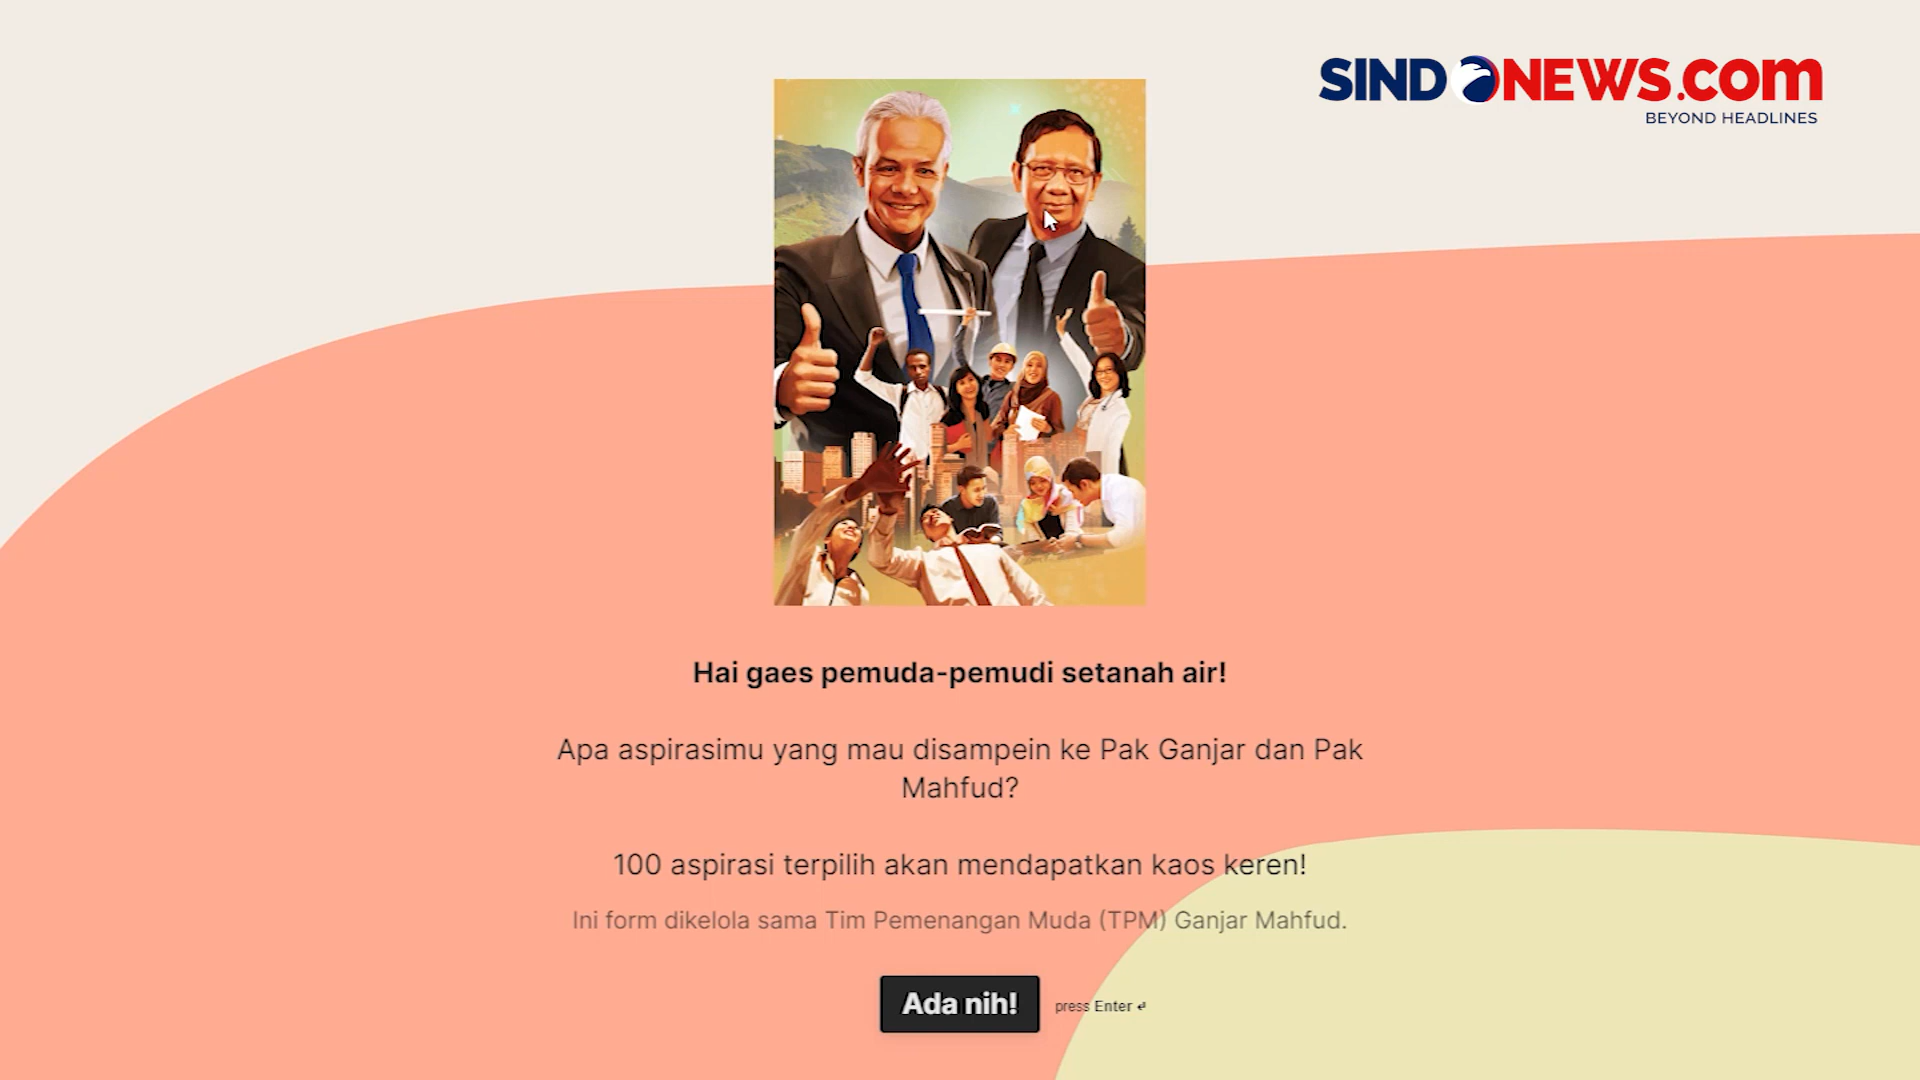 SINDONEWS.com
BEYOND HEADLINES
Hai gaes pemuda-pemudi setanah air!
Apa aspirasimu yang mau disampein ke Pak Ganjar dan Pak
Mahfud?
100 aspirasi terpilih akan mendapatkan kaos keren!
Ini form dikelola sama Tim Pemenangan Muda (TPM) Ganjar Mahfud.
Ada nih!
press Enter ↵